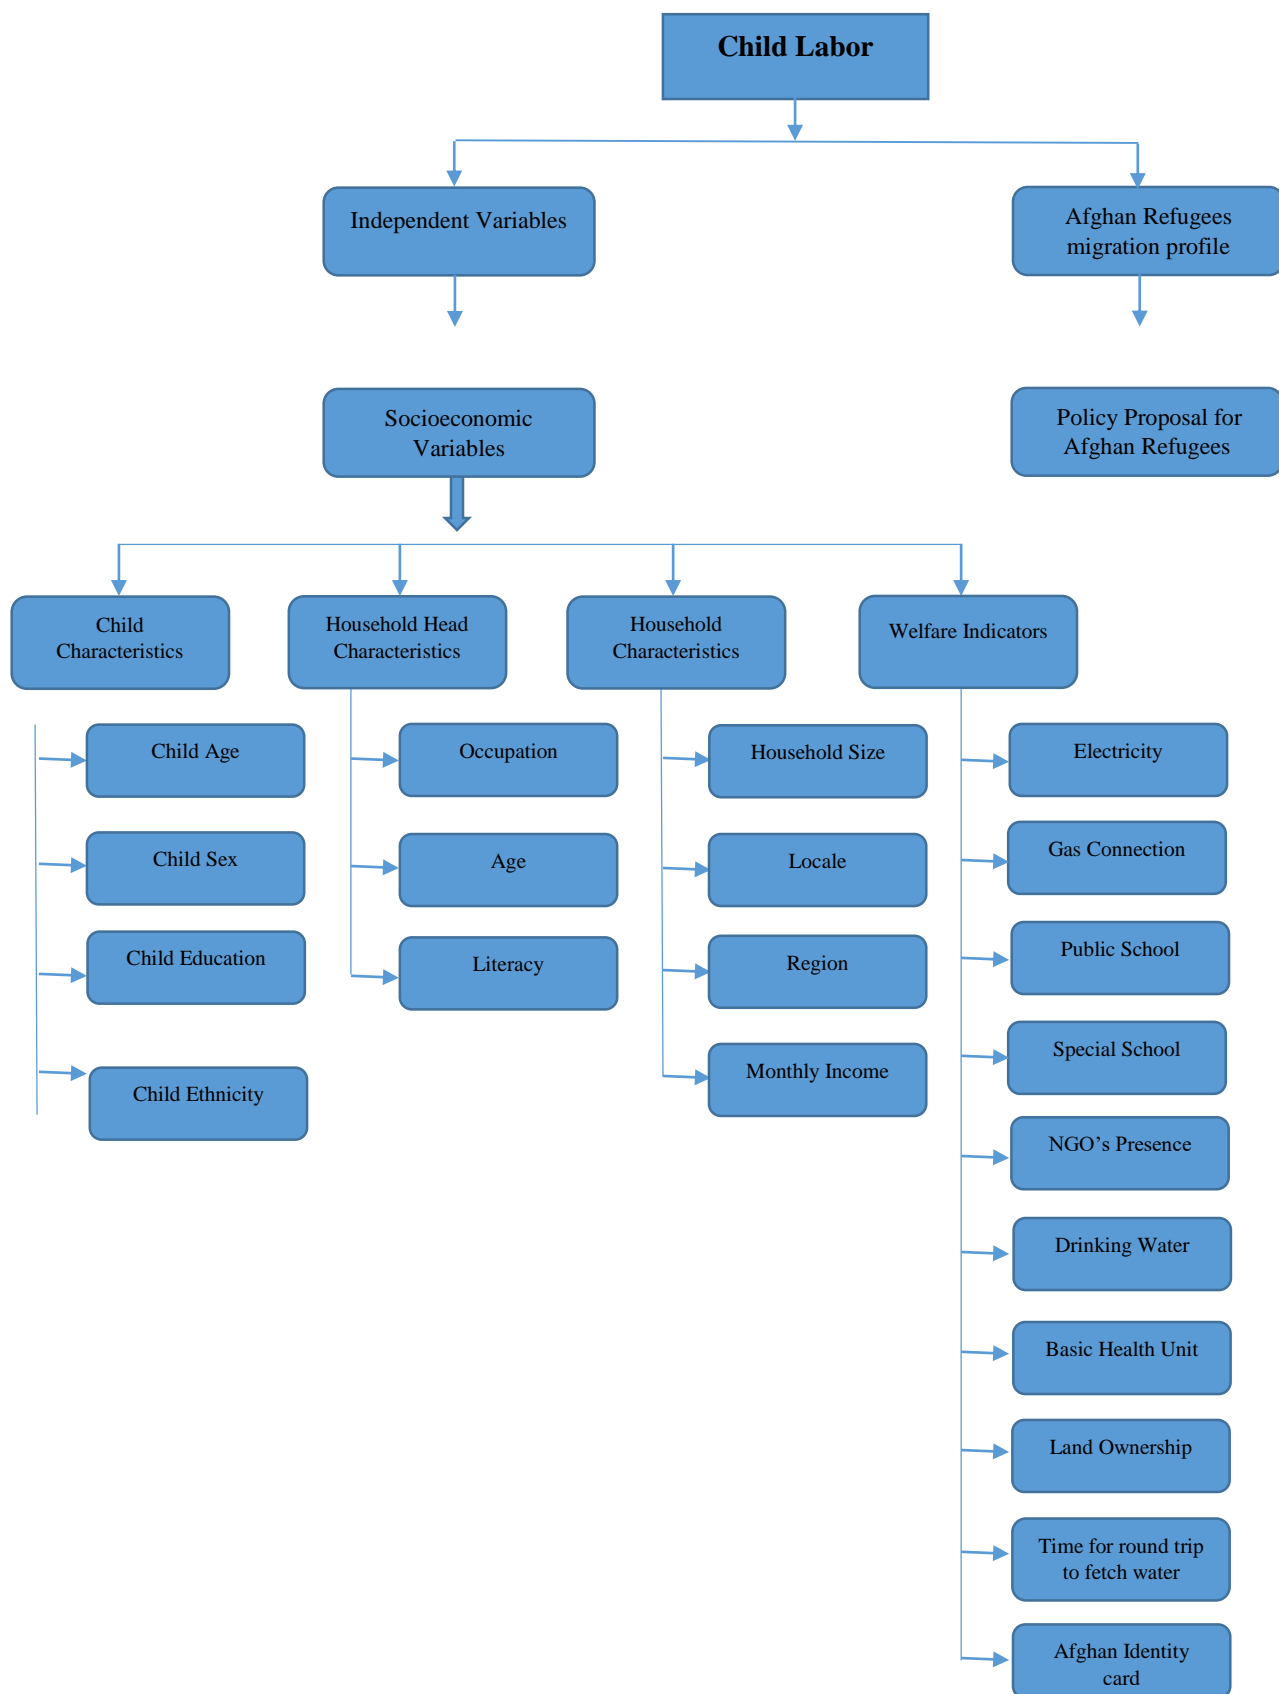 Child Labor
Independent Variables
Afghan Refugees
migration profile
Socioeconomic
Variables
Policy Proposal for
Afghan Refugees
Child
Characteristics
Household Head
Characteristics
Household
Characteristics
Welfare Indicators
Child Age
Child Sex
Child Education
Child Ethnicity
Occupation
Age
Literacy
Household Size
Locale
Region
Monthly Income
Electricity
Gas Connection
Public School
Special School
NGO’s Presence
Drinking Water
Basic Health Unit
Land Ownership
Time for round trip
to fetch water
Afghan Identity
card